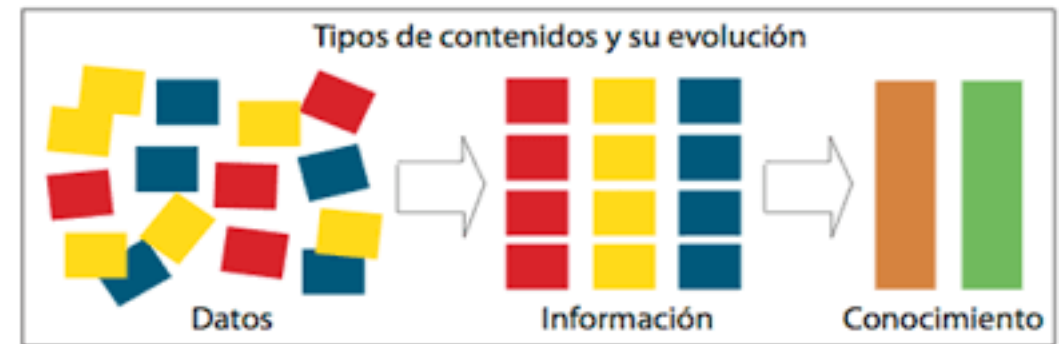 Tipos de contenidos y su evolución
Datos
Información
Conocimiento